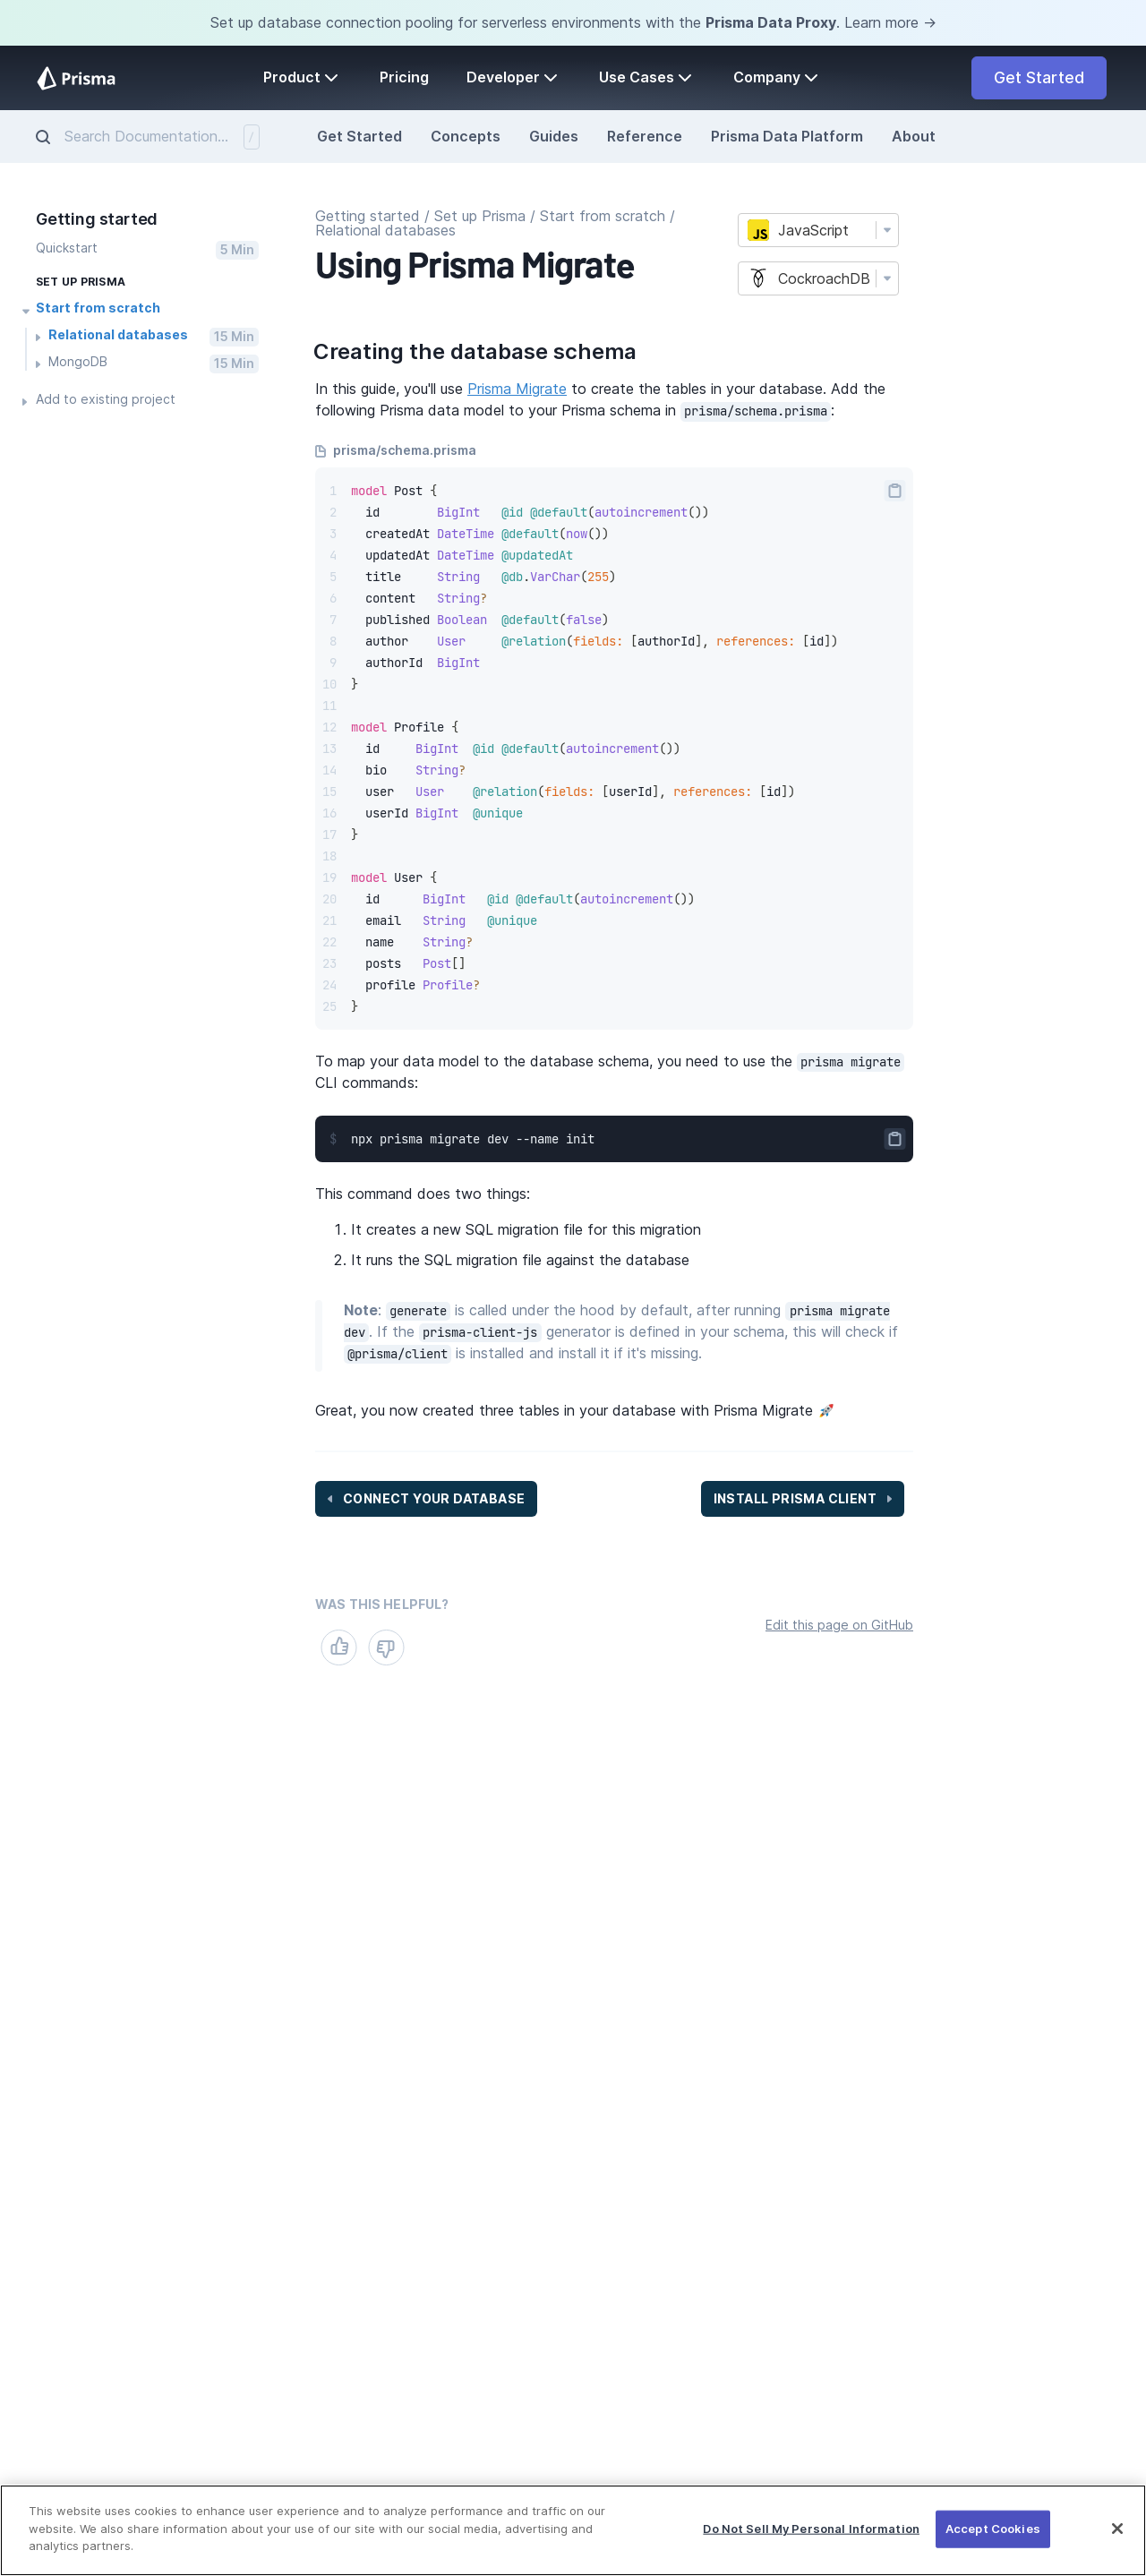 Set up database connection pooling for serverless environments with the Prisma Data Proxy. Learn more →
Prisma Product Pricing Developer Use Cases Company Get Started
Search Documentation... / Get Started Concepts Guides Reference Prisma Data Platform About
Getting started
Quickstart 5 Min
SET UP PRISMA
Start from scratch
Relational databases 15 Min
MongoDB 15 Min
Add to existing project
Getting started / Set up Prisma / Start from scratch /
Relational databases
Using Prisma Migrate
JS JavaScript
CockroachDB
Creating the database schema
In this guide, you'll use Prisma Migrate to create the tables in your database. Add the
following Prisma data model to your Prisma schema in prisma/schema.prisma:
prisma/schema.prisma
1 model Post {
2   id        BigInt   @id @default(autoincrement())
3   createdAt DateTime @default(now())
4   updatedAt DateTime @updatedAt
5   title     String   @db.VarChar(255)
6   content   String?
7   published Boolean  @default(false)
8   author    User     @relation(fields: [authorId], references: [id])
9   authorId  BigInt
10 }
11
12 model Profile {
13   id     BigInt  @id @default(autoincrement())
14   bio    String?
15   user   User    @relation(fields: [userId], references: [id])
16   userId BigInt  @unique
17 }
18
19 model User {
20   id      BigInt   @id @default(autoincrement())
21   email   String   @unique
22   name    String?
23   posts   Post[]
24   profile Profile?
25 }
To map your data model to the database schema, you need to use the prisma migrate
CLI commands:
$ npx prisma migrate dev --name init
This command does two things:
1. It creates a new SQL migration file for this migration
2. It runs the SQL migration file against the database
Note: generate is called under the hood by default, after running prisma migrate
dev. If the prisma-client-js generator is defined in your schema, this will check if
@prisma/client is installed and install it if it's missing.
Great, you now created three tables in your database with Prisma Migrate 🚀
CONNECT YOUR DATABASE
INSTALL PRISMA CLIENT
WAS THIS HELPFUL?
Edit this page on GitHub
This website uses cookies to enhance user experience and to analyze performance and traffic on our
website. We also share information about your use of our site with our social media, advertising and
analytics partners.
Do Not Sell My Personal Information
Accept Cookies